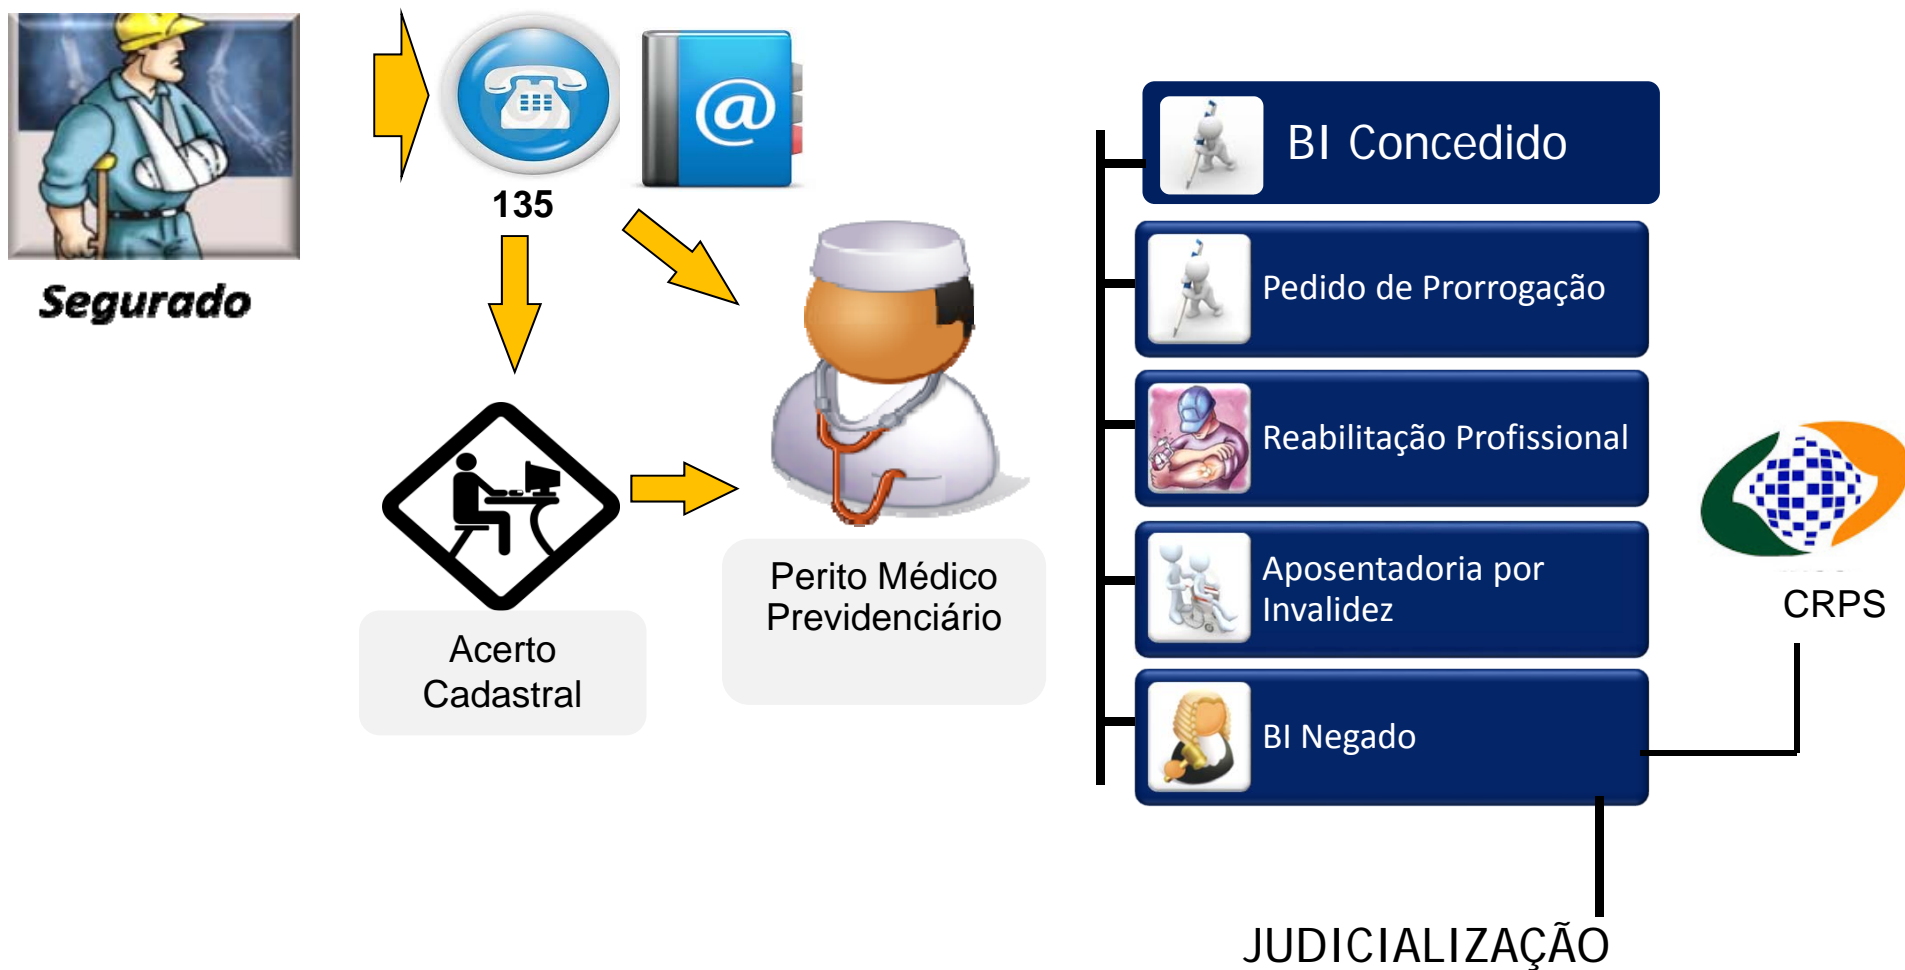 Segurado
135
@
Acerto
Cadastral
Perito Médico
Previdenciário
BI Concedido
Pedido de Prorrogação
Reabilitação Profissional
Aposentadoria por
Invalidez
BI Negado
CRPS
JUDICIALIZAÇÃO